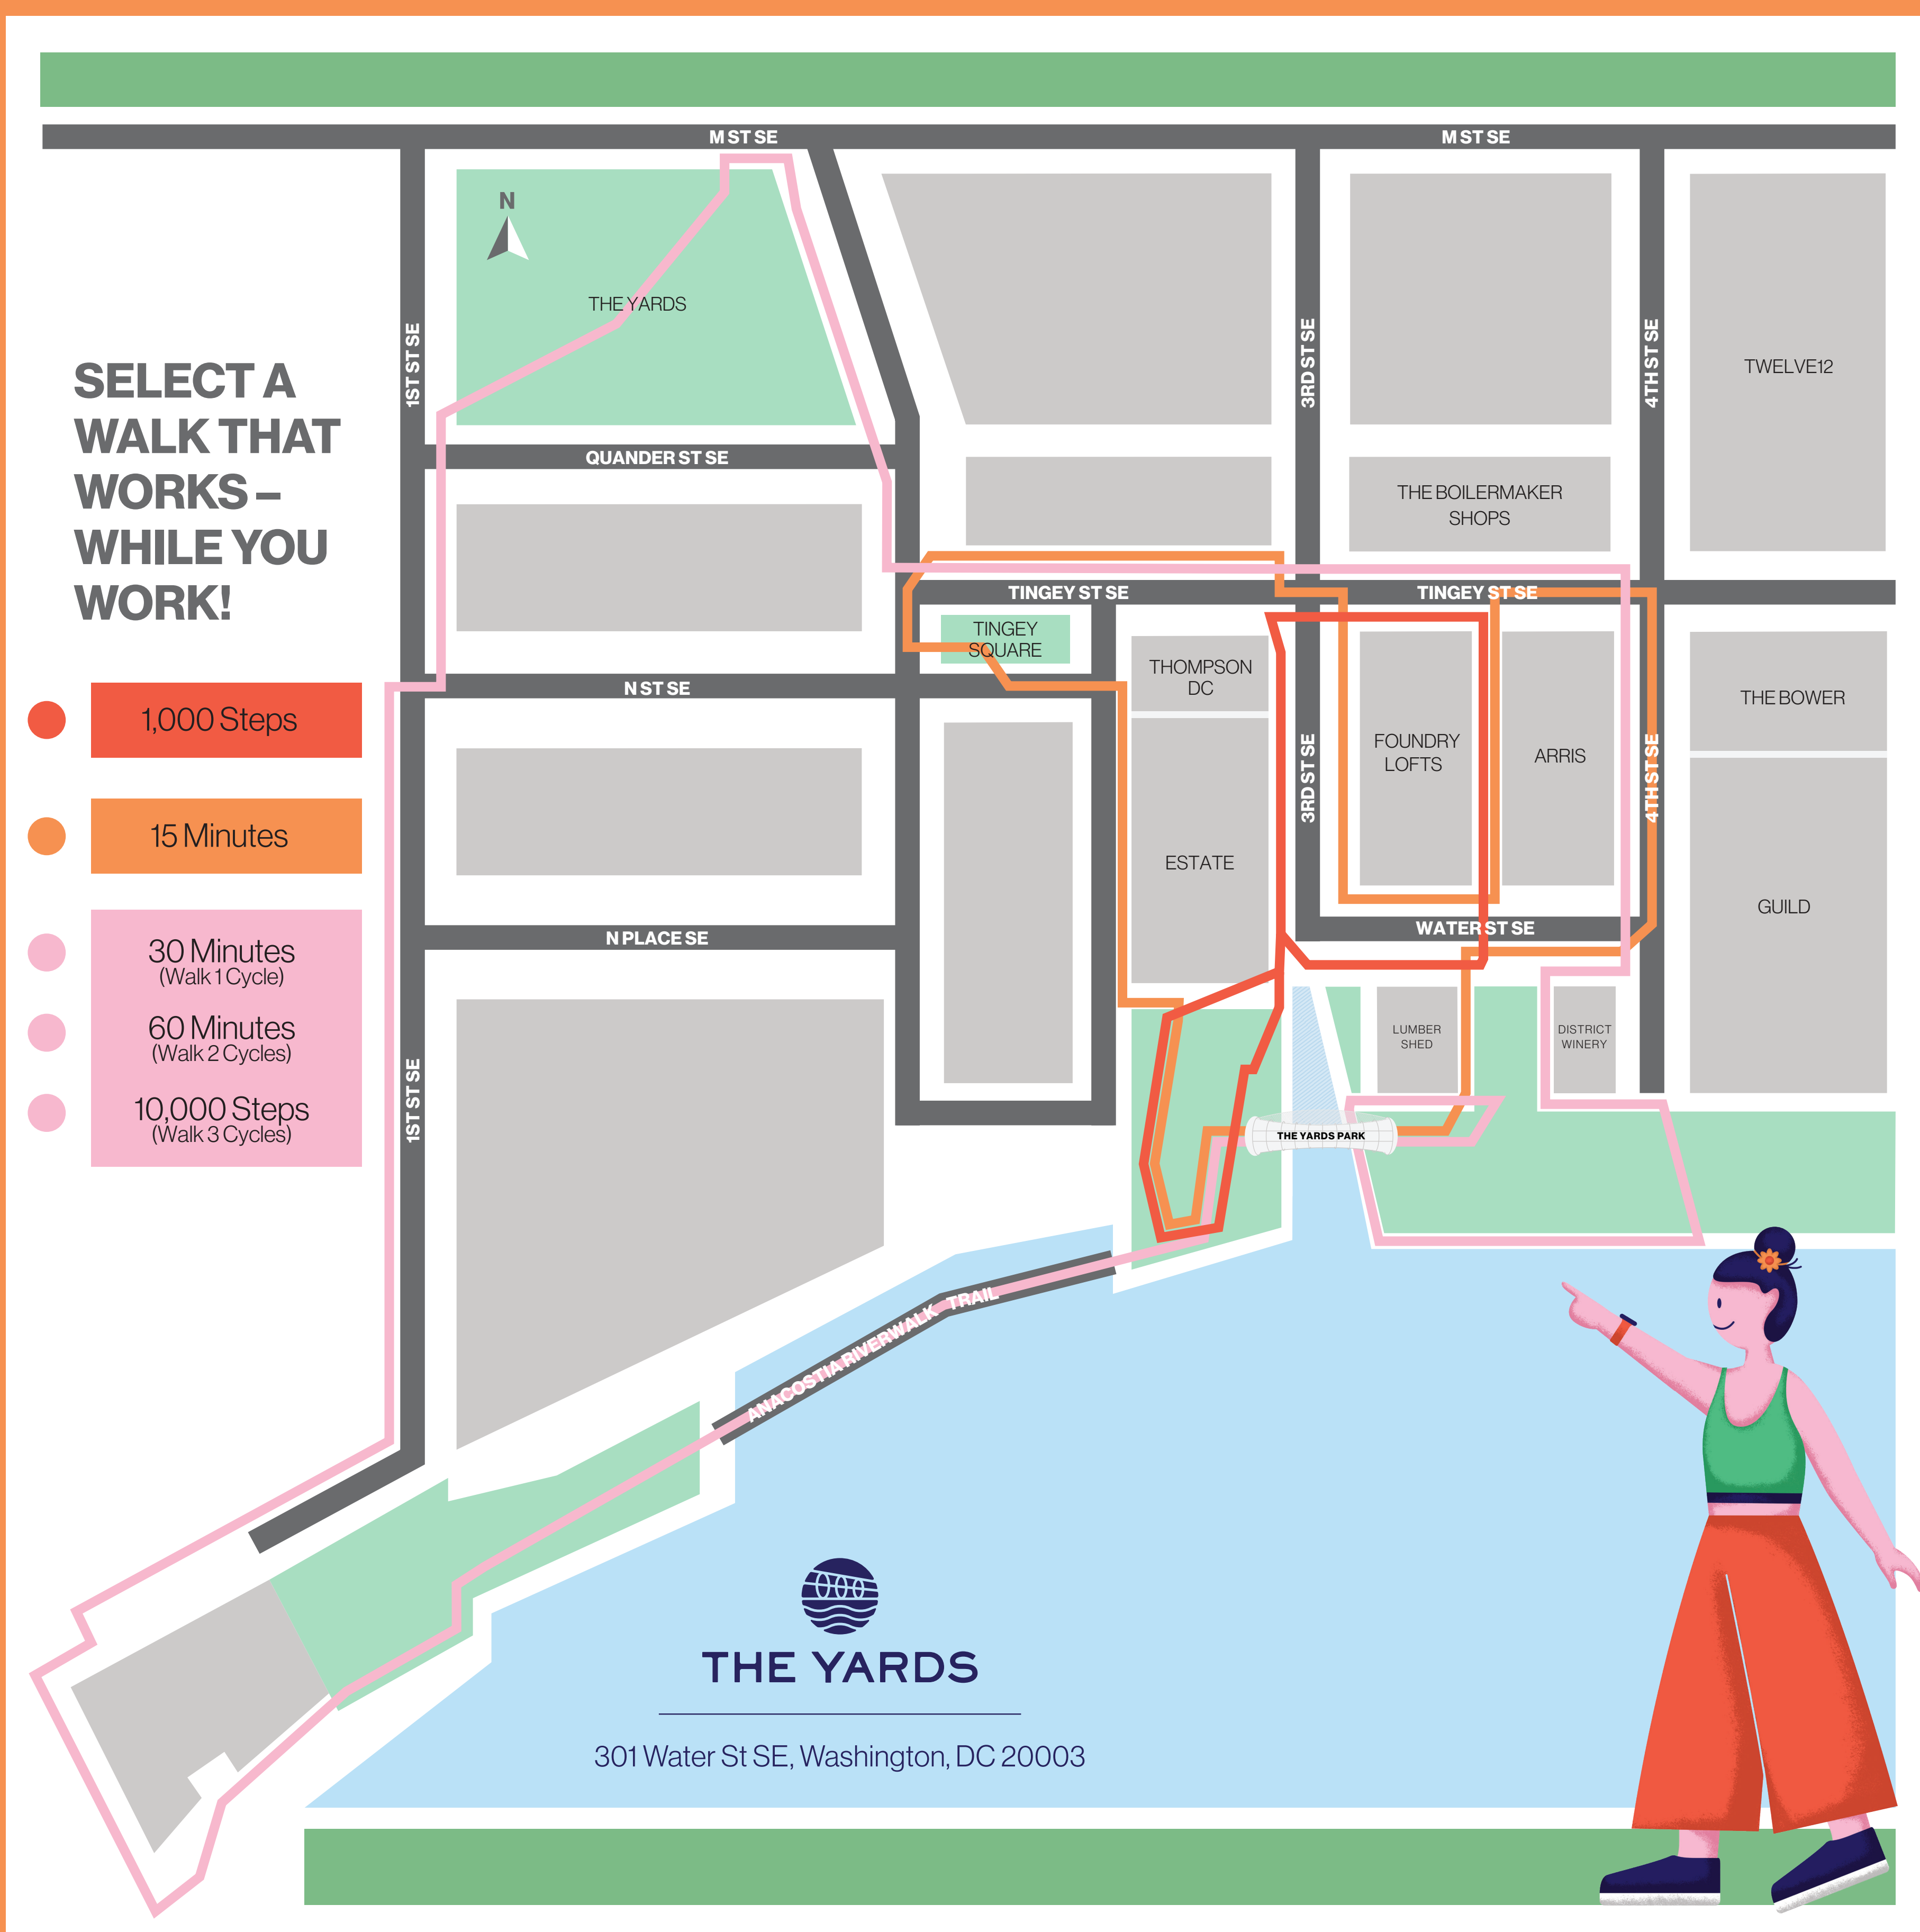 M ST SE
M ST SE
N
THE YARDS
1ST ST SE
3RD ST SE
4TH ST SE
TWELVE12
SELECT A
WALK THAT
WORKS –
WHILE YOU
WORK!
QUANDER ST SE
THE BOILERMAKER
SHOPS
TINGEY ST SE
TINGEY ST SE
TINGEY
SQUARE
THOMPSON
DC
N ST SE
THE BOWER
1,000 Steps
FOUNDRY
LOFTS
ARRIS
3RD ST SE
4TH ST SE
15 Minutes
ESTATE
GUILD
WATER ST SE
N PLACE SE
30 Minutes
(Walk 1 Cycle)
60 Minutes
(Walk 2 Cycles)
10,000 Steps
(Walk 3 Cycles)
LUMBER
SHED
DISTRICT
WINERY
1ST ST SE
THE YARDS PARK
ANACOSTIA RIVERWALK TRAIL
THE YARDS
301 Water St SE, Washington, DC 20003